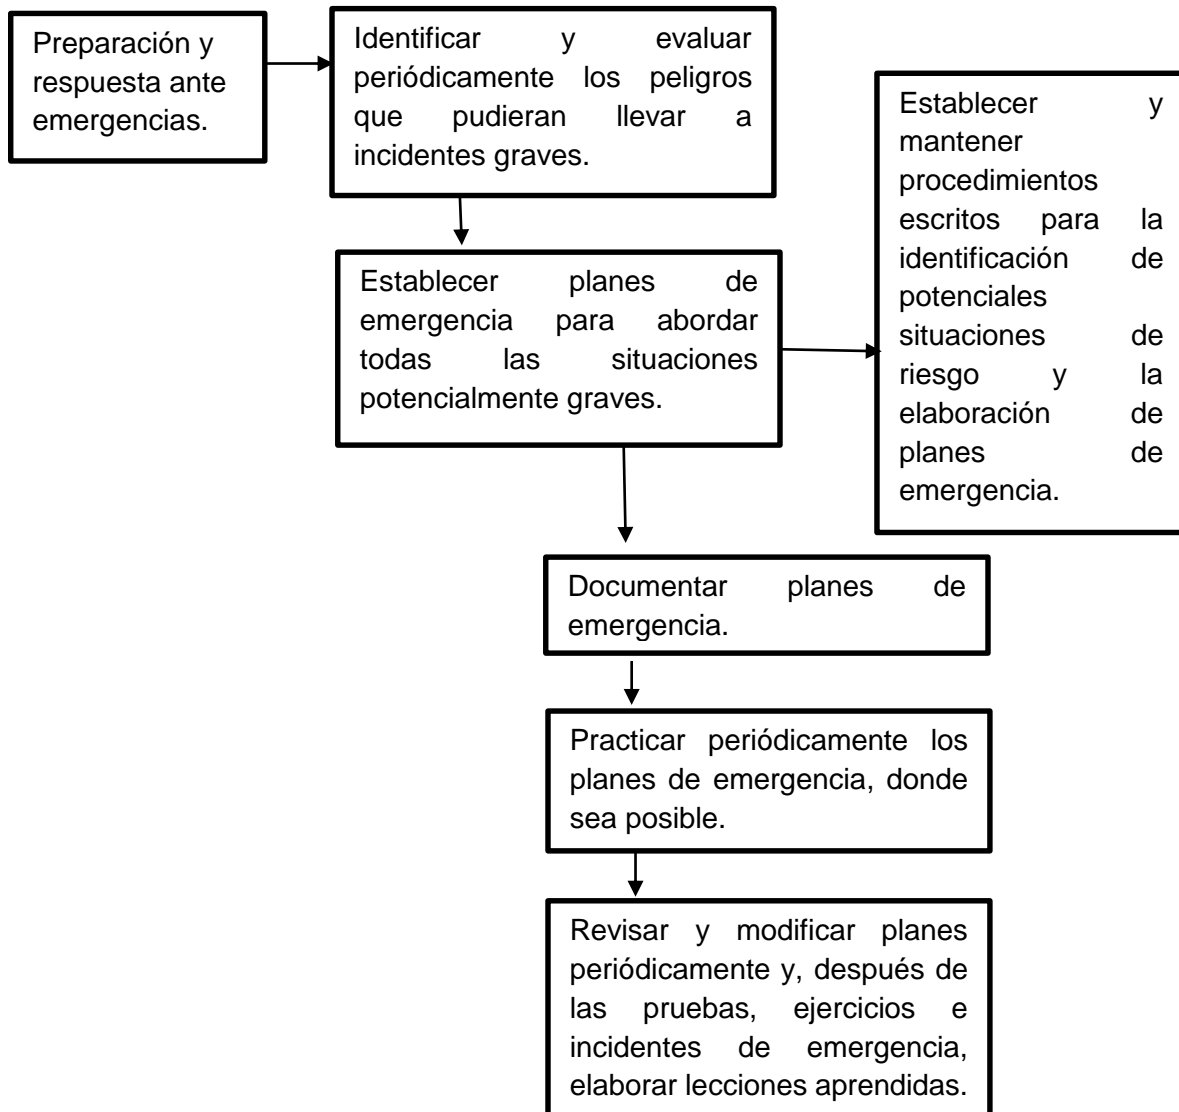 Preparación y
respuesta ante
emergencias.
Identificar y evaluar
periódicamente los peligros
que pudieran llevar a
incidentes graves.
Establecer y
mantener
procedimientos
escritos para la
identificación de
potenciales
situaciones de
riesgo y la
elaboración de
planes de
emergencia.
Establecer planes de
emergencia para abordar
todas las situaciones
potencialmente graves.
Documentar planes de
emergencia.
Practicar periódicamente los
planes de emergencia, donde
sea posible.
Revisar y modificar planes
periódicamente y, después de
las pruebas, ejercicios e
incidentes de emergencia,
elaborar lecciones aprendidas.